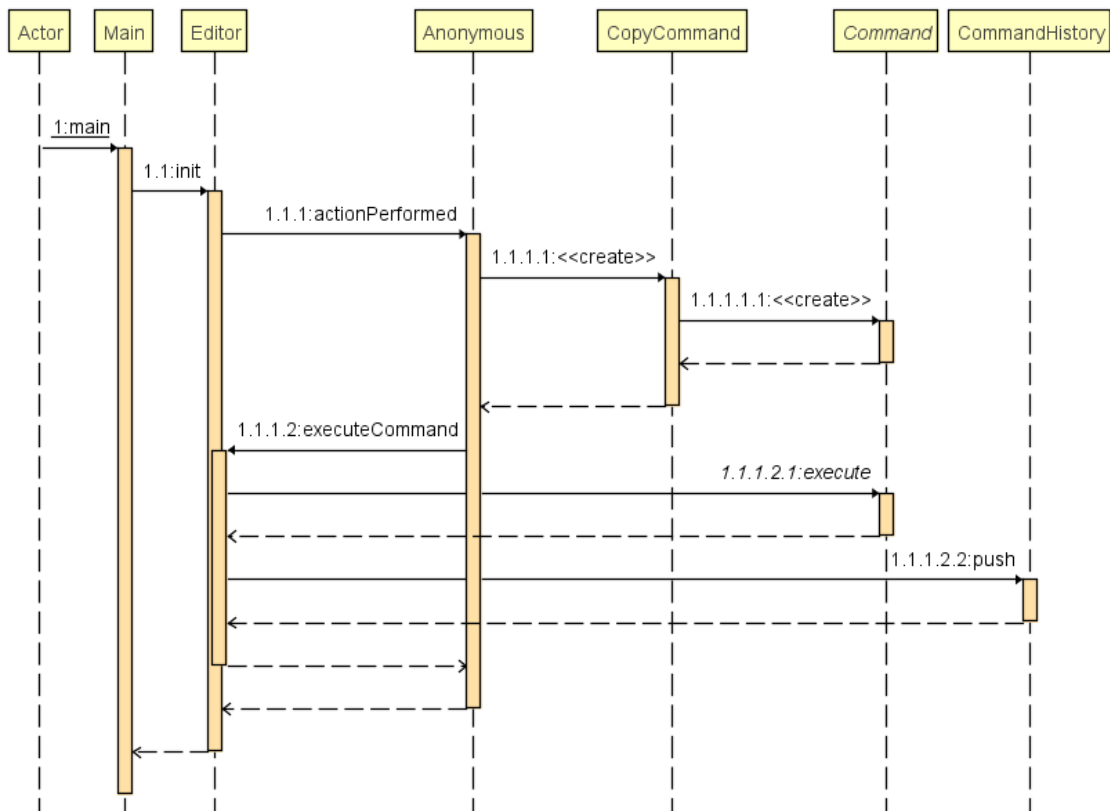 Actor
Main
Editor
Anonymous
CopyCommand
Command
CommandHistory
1:main
1.1:init
1.1.1:actionPerformed
1.1.1.1:<<create>>
1.1.1.1.1:<<create>>
1.1.1.2:executeCommand
1.1.1.2.1:execute
1.1.1.2.2:push